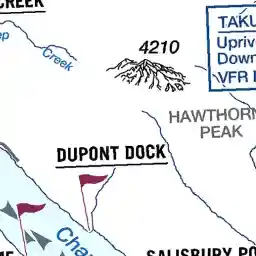 CREEK
TAKU
Upriv
Down
VFR
4210
Creek
HAWTHORN
PEAK
DUPONT DOCK
Cha
SALISBURY PO